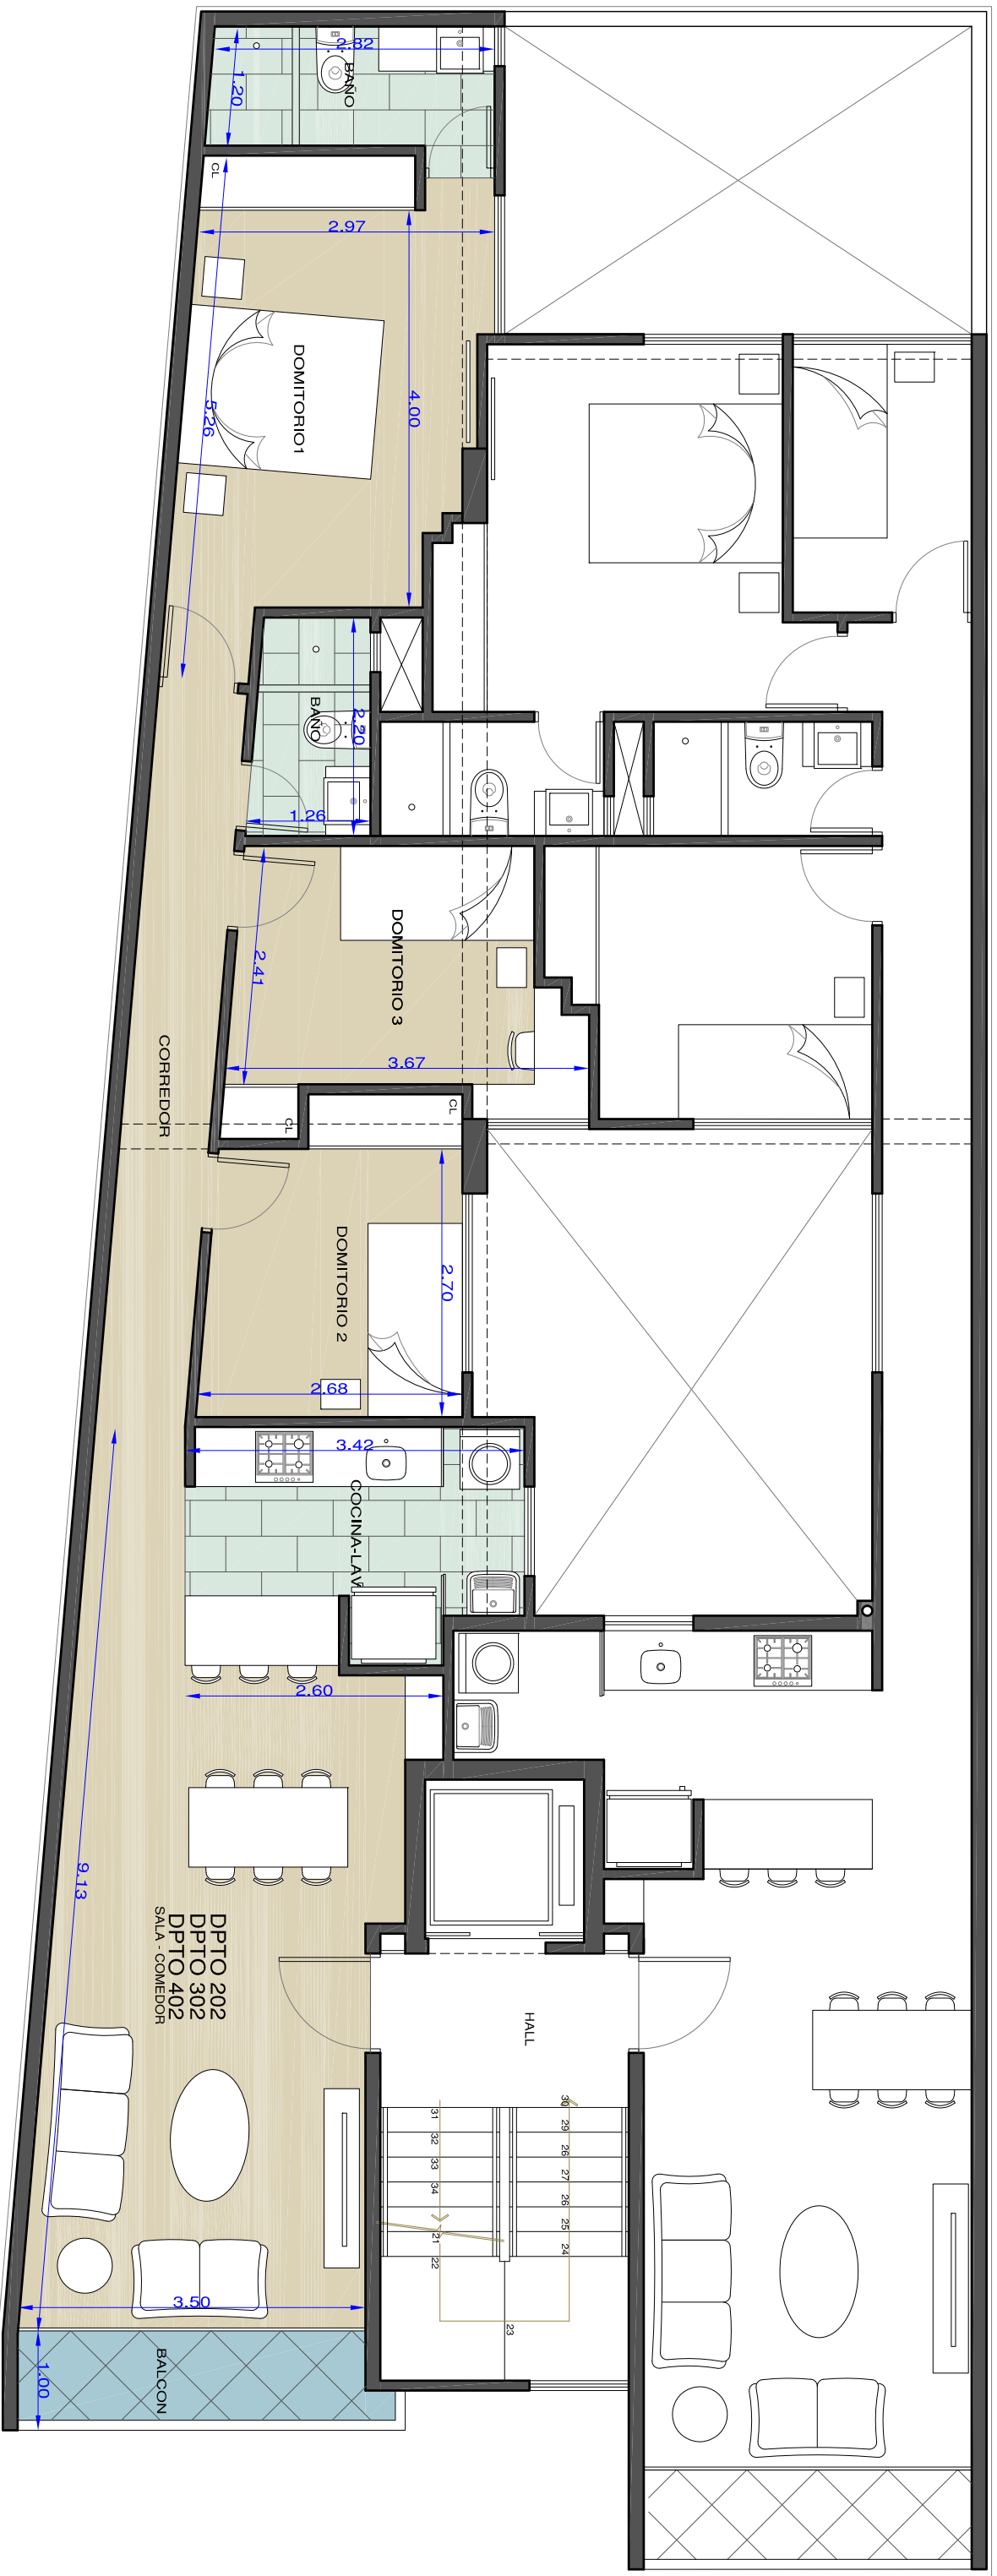 2.82
BAÑO
1.20
CL
2.97
DOMITORIO1
4.00
5.26
BAÑO
2.20
1.26
DOMITORIO 3
2.41
3.67
CORREDOR
CL
CL
DOMITORIO 2
2.70
2.68
3.42
COCINA-LAV
2.60
9.13
DPTO 202
DPTO 302
DPTO 402
SALA - COMEDOR
HALL
30
31
29
32
26
33
27
34
26
25
21
24
22
23
3.50
BALCON
1.00